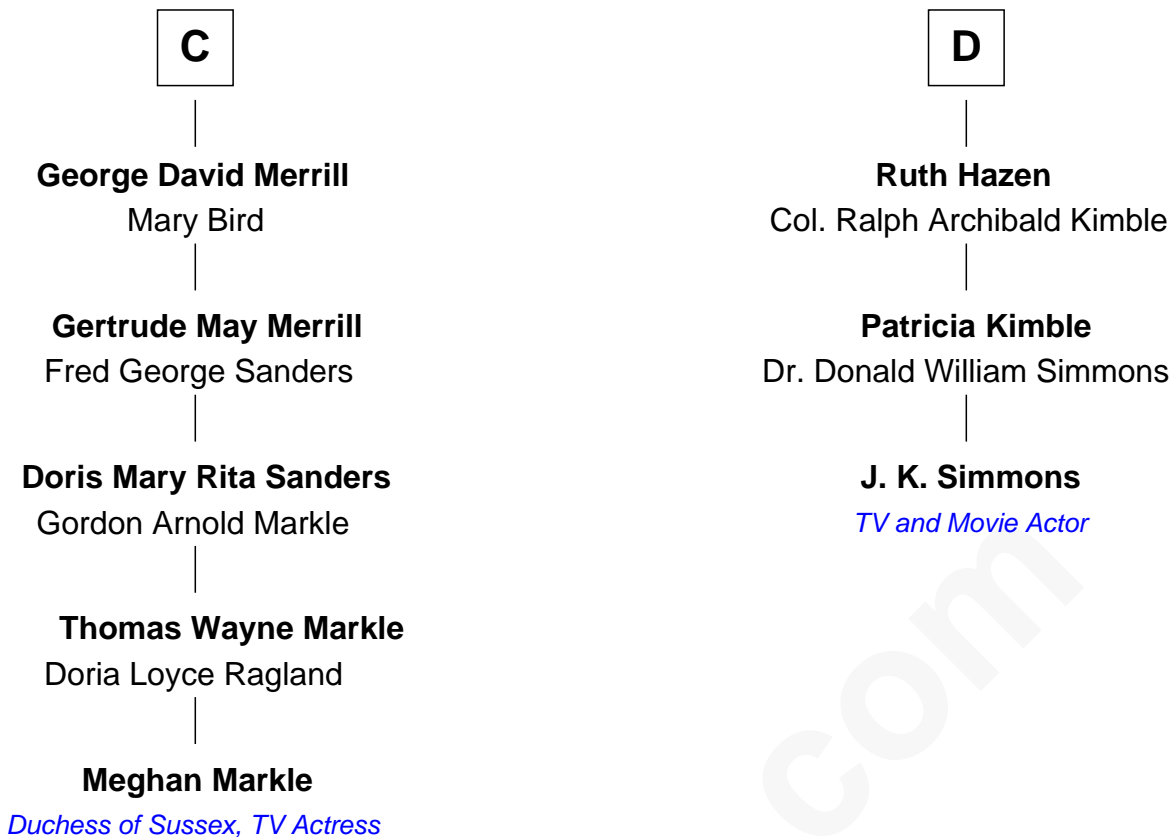 C
George David Merrill
Mary Bird
Gertrude May Merrill
Fred George Sanders
Doris Mary Rita Sanders
Gordon Arnold Markle
Thomas Wayne Markle
Doria Loyce Ragland
Meghan Markle
Duchess of Sussex, TV Actress
D
Ruth Hazen
Col. Ralph Archibald Kimble
Patricia Kimble
Dr. Donald William Simmons
J. K. Simmons
TV and Movie Actor
com